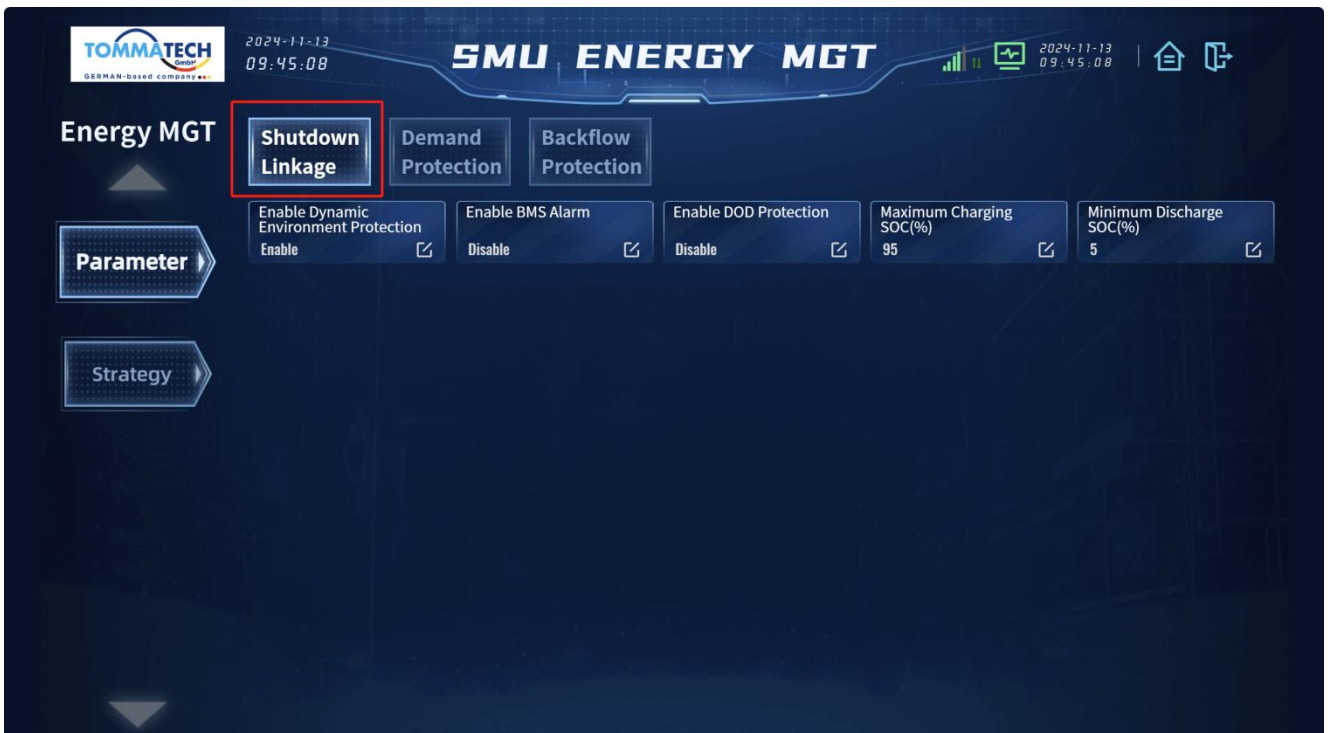 TOMMATECH
GmbH
GERMAN-based company
2024-11-13
09:45:08
SMU ENERGY MGT
2024-11-13
09:45:08
Energy MGT
Shutdown
Linkage
Demand
Protection
Backflow
Protection
Parameter
Strategy
Enable Dynamic
Environment Protection
Enable
Enable BMS Alarm
Disable
Enable DOD Protection
Disable
Maximum Charging
SOC(%)
95
Minimum Discharge
SOC(%)
5